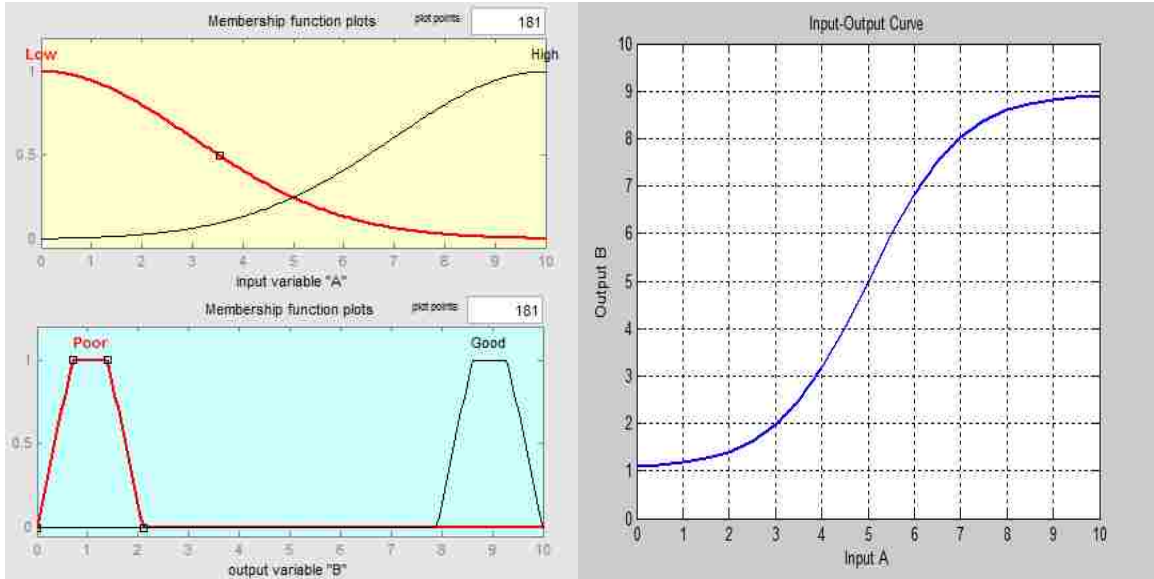 Membership function plots
plot points:
181
Low
High
1
0.5
0
0 1 2 3 4 5 6 7 8 9 10
input variable "A"
Membership function plots
plot points:
181
Poor
Good
1
0.5
0
0 1 2 3 4 5 6 7 8 9 10
output variable "B"
Input-Output Curve
10
9
8
7
6
5
4
3
2
1
0
0 1 2 3 4 5 6 7 8 9 10
Output B
Input A